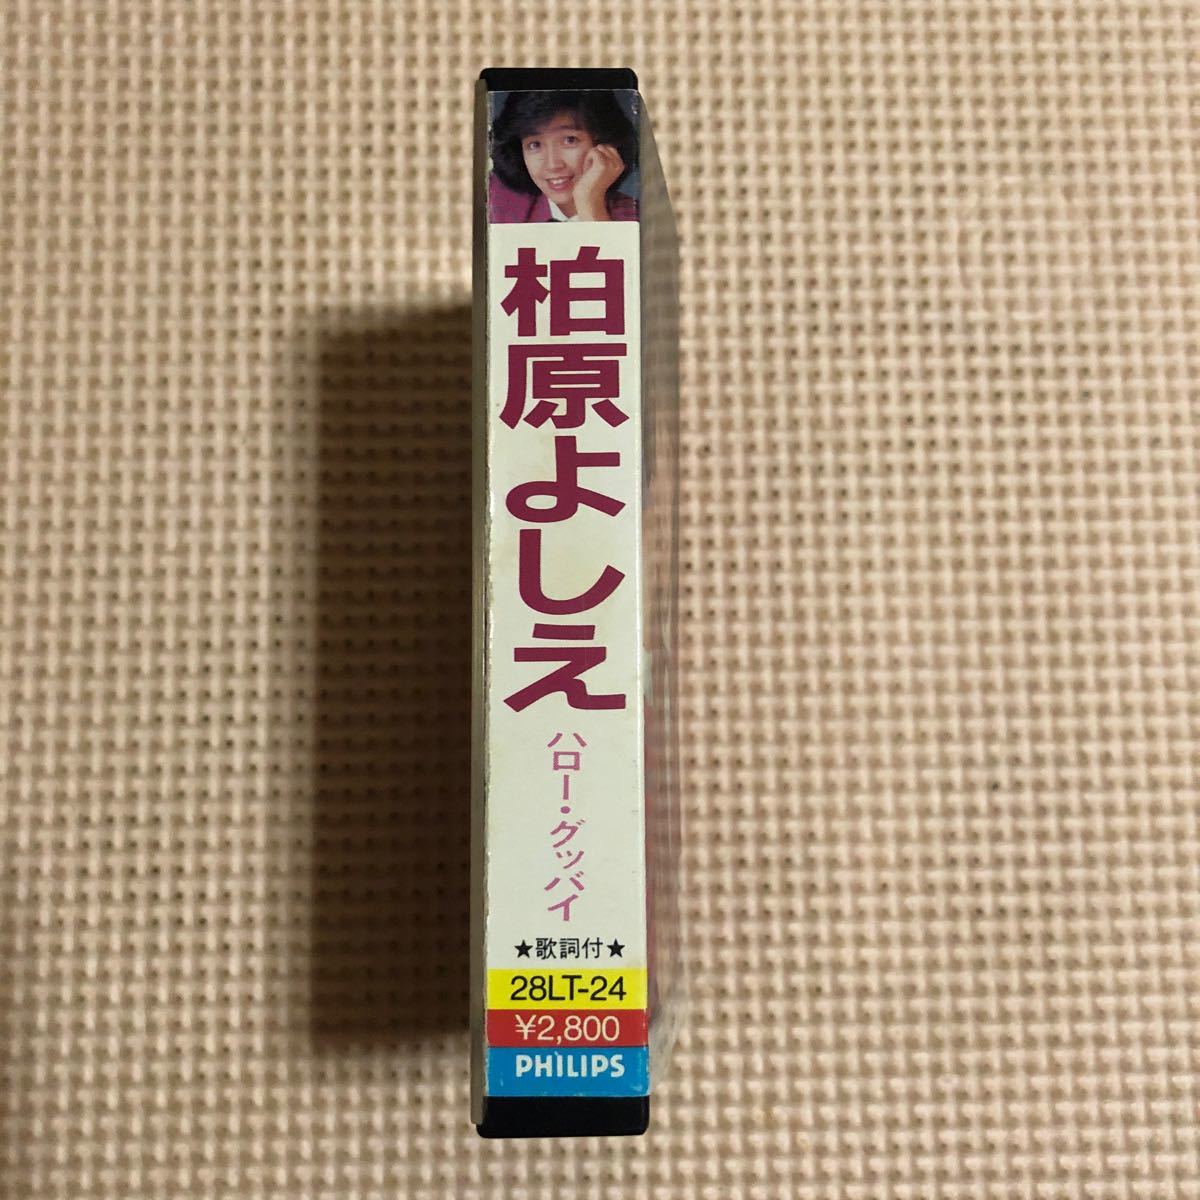 柏原よしえ
ハロー・グッバイ
★歌詞付★
28LT-24
¥2,800
PHILIPS